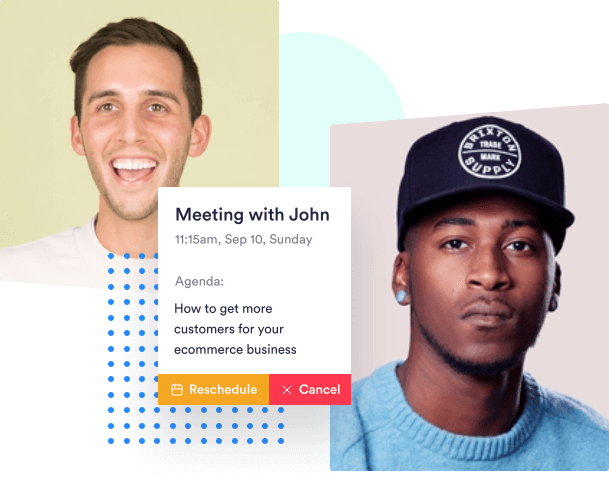 BRIXTON
TRADE
MARK
SUPPLY
Meeting with John
11:15am, Sep 10, Sunday
Agenda:
How to get more
customers for your
ecommerce business
Reschedule
Cancel